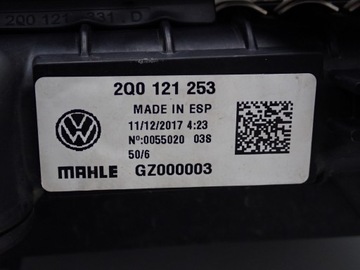 2Q0 121 253
MADE IN ESP
11/12/2017 4:23
Nº:0055020 03S
50/6
MAHLE GZ000003